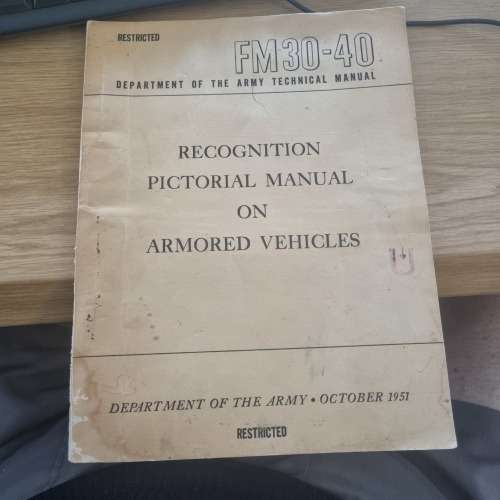 RESTRICTED
FM30-40
DEPARTMENT OF THE ARMY TECHNICAL MANUAL
RECOGNITION
PICTORIAL MANUAL
ON
ARMORED VEHICLES
DEPARTMENT OF THE ARMY • OCTOBER 1951
RESTRICTED